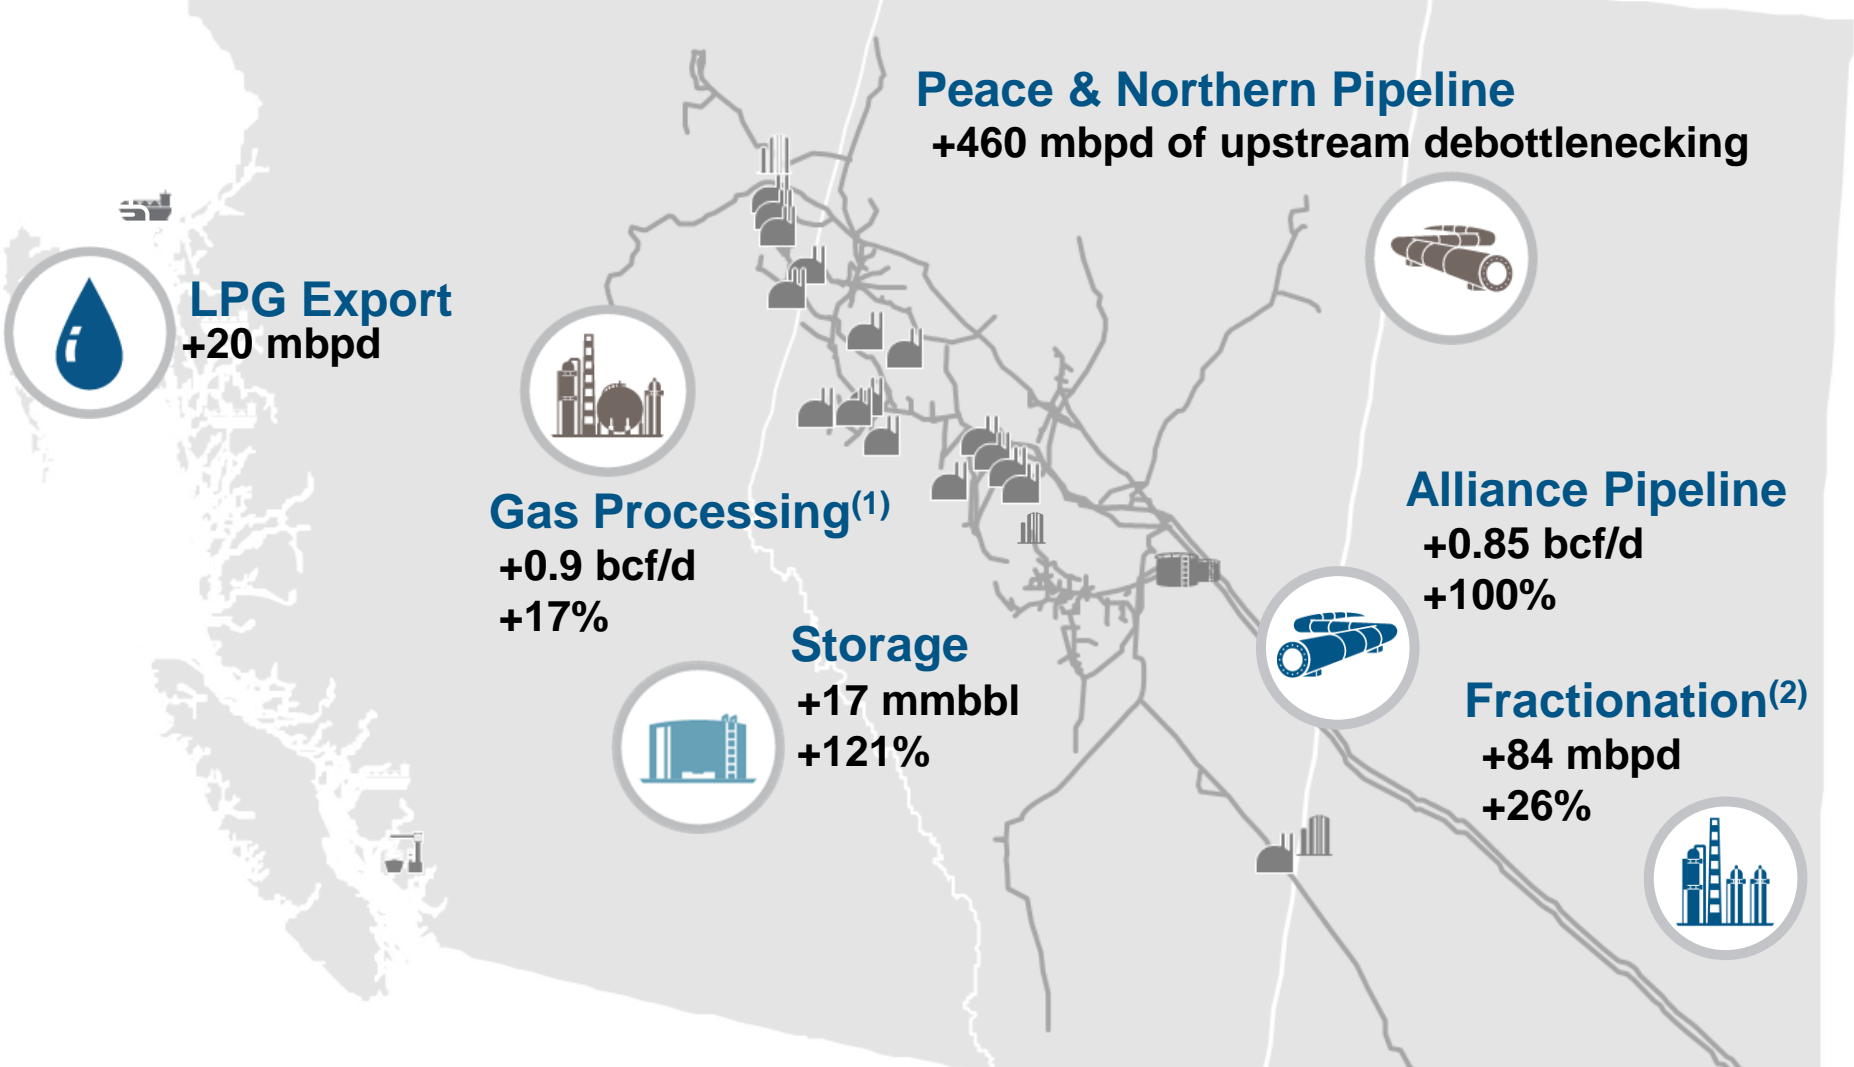 Peace & Northern Pipeline
+460 mbpd of upstream debottlenecking
LPG Export
+20 mbpd
Gas Processing(1)
+0.9 bcf/d
+17%
Alliance Pipeline
+0.85 bcf/d
+100%
Storage
+17 mmbbl
+121%
Fractionation(2)
+84 mbpd
+26%